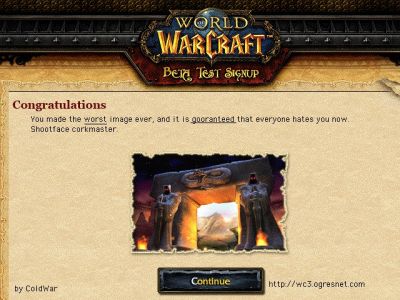 WORLD
OF
WARCRAFT
BETA TEST SIGNUP
Congratulations
You made the worst image ever, and it is gooranteed that everyone hates you now.
Shootface corkmaster.
Continue
by ColdWar
http://wc3.ogresnet.com